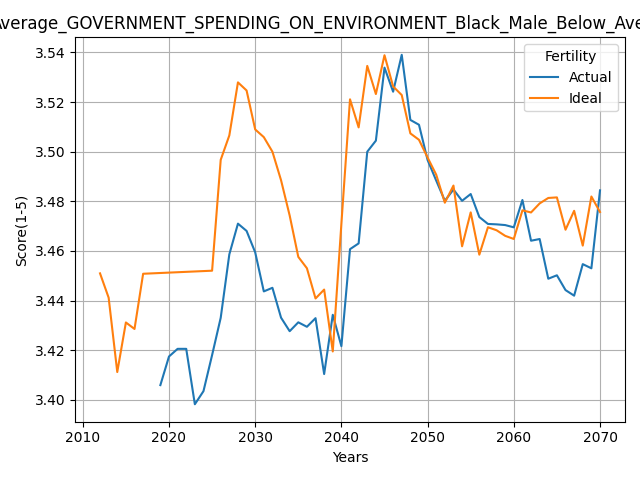 Average_GOVERNMENT_SPENDING_ON_ENVIRONMENT_Black_Male_Below_Ave
Fertility
Actual
Ideal
Score(1-5)
3.54
3.52
3.50
3.48
3.46
3.44
3.42
3.40
2010 2020 2030 2040 2050 2060 2070
Years